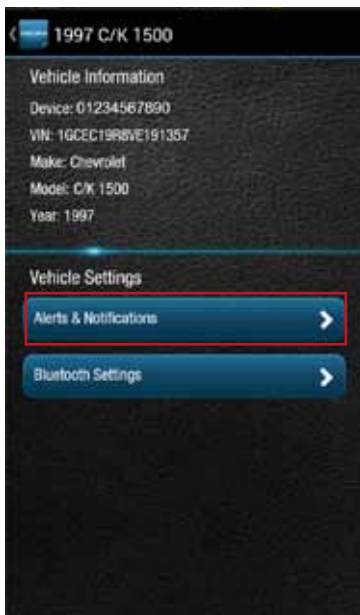 1997 C/K 1500
Vehicle Information
Device: 01234567890
VIN: 1GCEC19R8VE191357
Make: Chevrolet
Model: C/K 1500
Year: 1997
Vehicle Settings
Alerts & Notifications
Bluetooth Settings